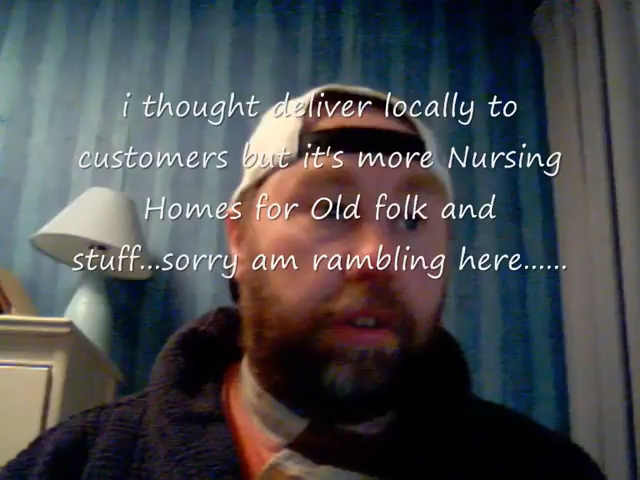 i thought deliver locally to
customers but it's more Nursing
Homes for Old folk and
stuff...sorry am rambling here......